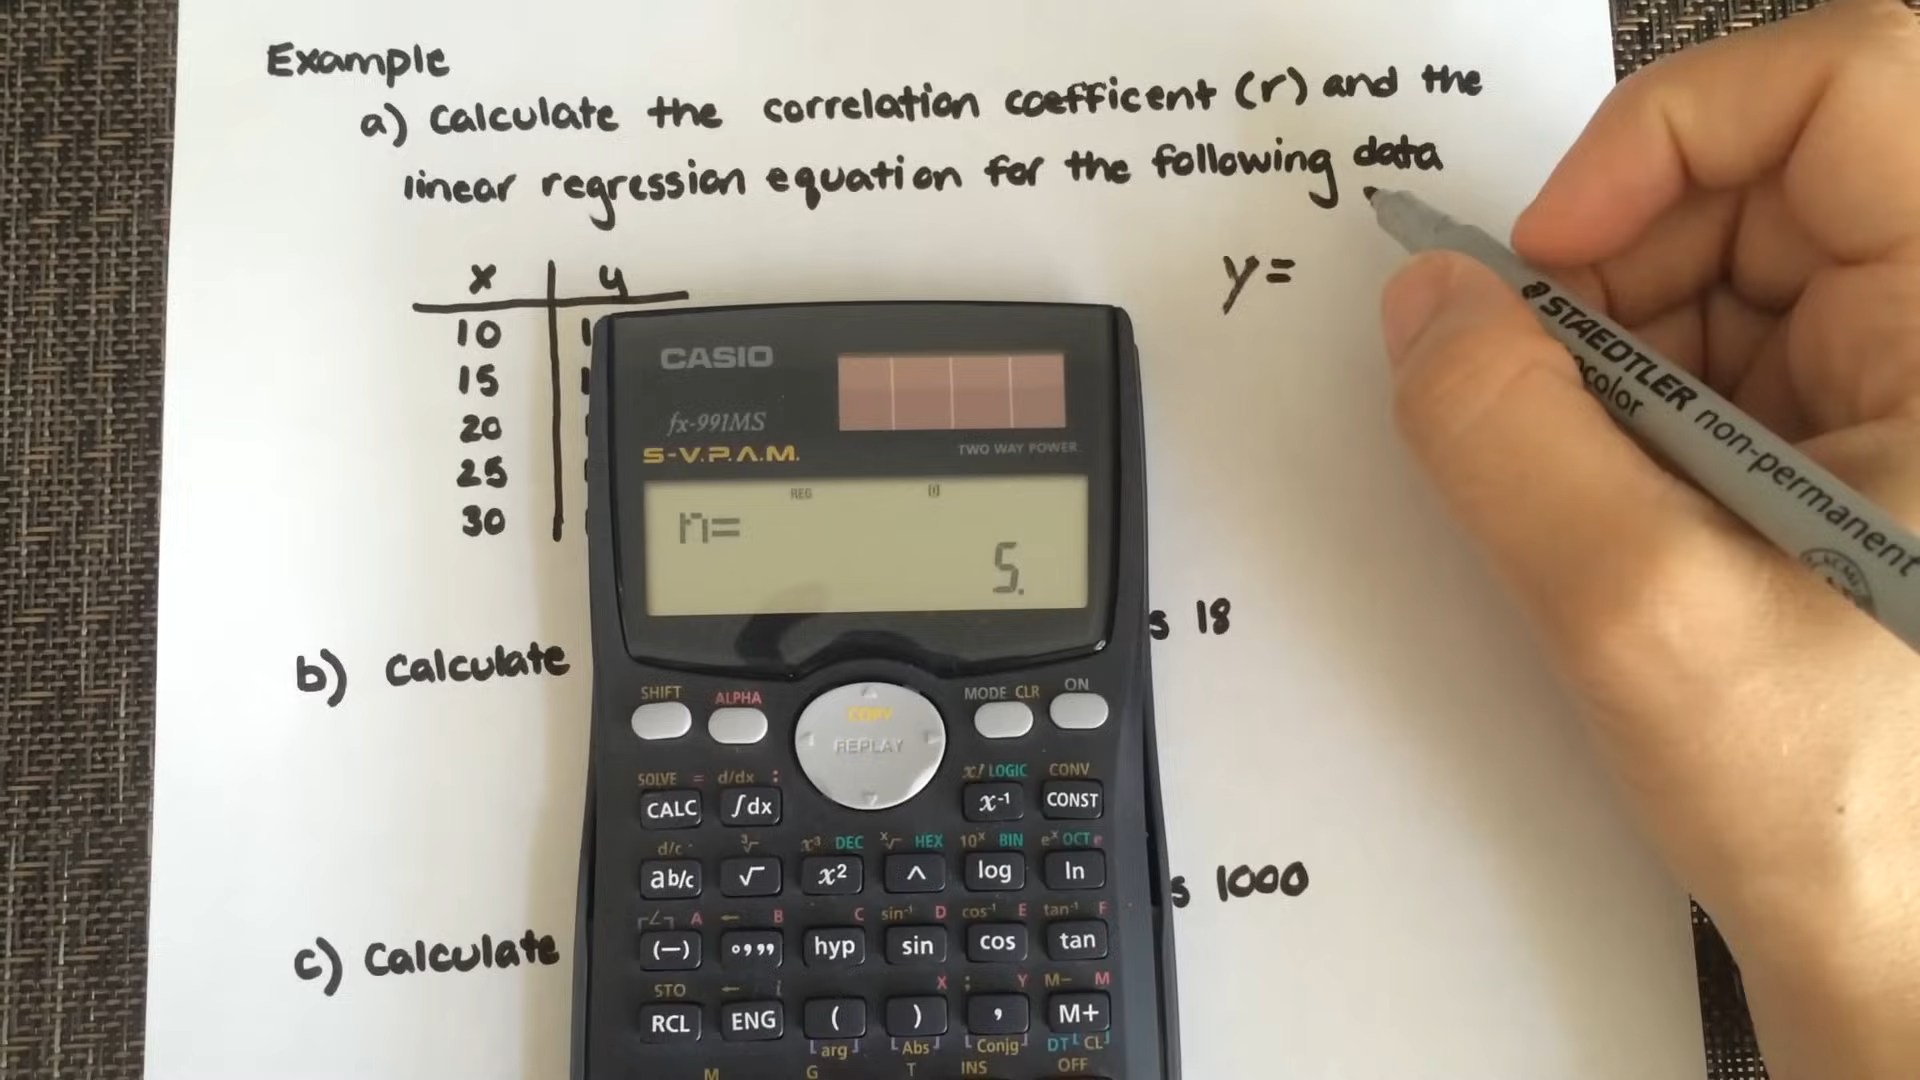 Example
a) Calculate the correlation coefficent (r) and the
linear regression equation for the following data
y=
x y
10 1
15 1
20
25
30
CASIO
fx-991MS
S-V.P.A.M.
TWO WAY POWER
REG D
n=
5.
b) Calculate s 18
SHIFT ALPHA MODE CLR ON
COPY
REPLAY
SOLVE = d/dx : x! LOGIC CONV
CALC ∫dx x⁻¹ CONST
d/c ³√ x³ DEC ˣ√ HEX 10ˣ BIN eˣ OCT e
ab/c √ x² ^ log ln
s 1000
A ← B C sin⁻¹ D cos⁻¹ E tan⁻¹ F
(−) °,,, hyp sin cos tan
c) Calculate
STO ← i X ; Y M− M
RCL ENG ( ) , M+
arg Abs Conjg DT CL
M G T INS OFF
STAEDTLER non-permanent
color